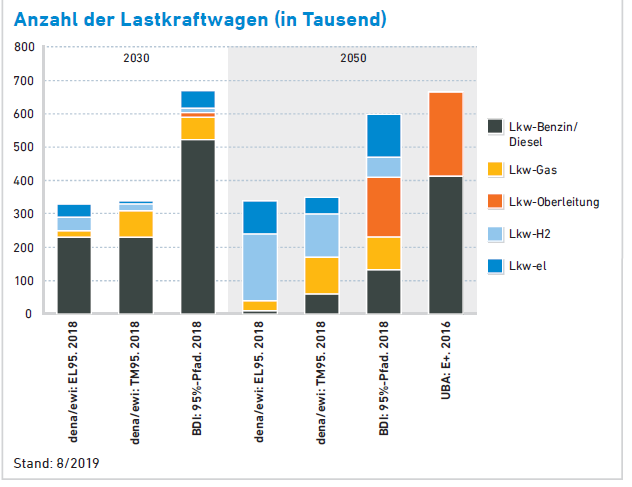 Anzahl der Lastkraftwagen (in Tausend)
800
700
600
500
400
300
200
100
0
2030
2050
Lkw-Benzin/
Diesel
Lkw-Gas
Lkw-Oberleitung
Lkw-H2
Lkw-el
dena/ewi: EL95. 2018
dena/ewi: TM95. 2018
BDI: 95%-Pfad. 2018
dena/ewi: EL95. 2018
dena/ewi: TM95. 2018
BDI: 95%-Pfad. 2018
UBA: E+. 2016
Stand: 8/2019